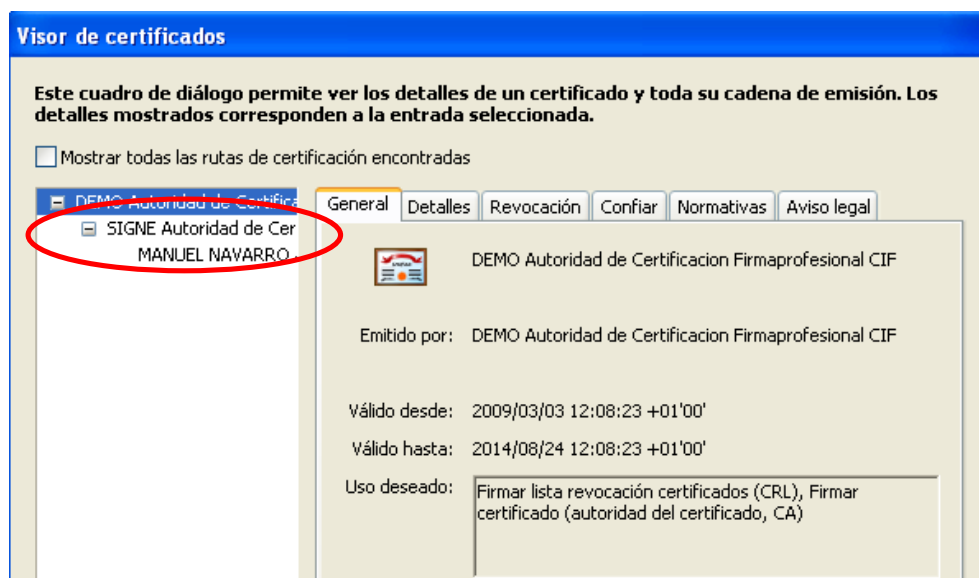 Visor de certificados
Este cuadro de diálogo permite ver los detalles de un certificado y toda su cadena de emisión. Los
detalles mostrados corresponden a la entrada seleccionada.
Mostrar todas las rutas de certificación encontradas
DEMO Autoridad de Certifica
SIGNE Autoridad de Cer
MANUEL NAVARRO
General Detalles Revocación Confiar Normativas Aviso legal
DEMO Autoridad de Certificacion Firmaprofesional CIF
Emitido por: DEMO Autoridad de Certificacion Firmaprofesional CIF
Válido desde: 2009/03/03 12:08:23 +01'00'
Válido hasta: 2014/08/24 12:08:23 +01'00'
Uso deseado: Firmar lista revocación certificados (CRL), Firmar
certificado (autoridad del certificado, CA)